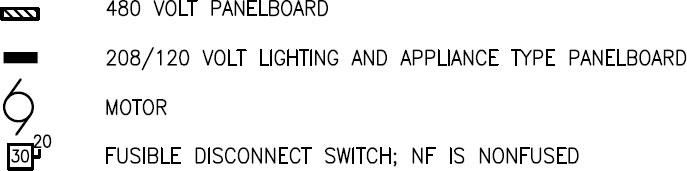 480 VOLT PANELBOARD
208/120 VOLT LIGHTING AND APPLIANCE TYPE PANELBOARD
MOTOR
20
30 FUSIBLE DISCONNECT SWITCH; NF IS NONFUSED